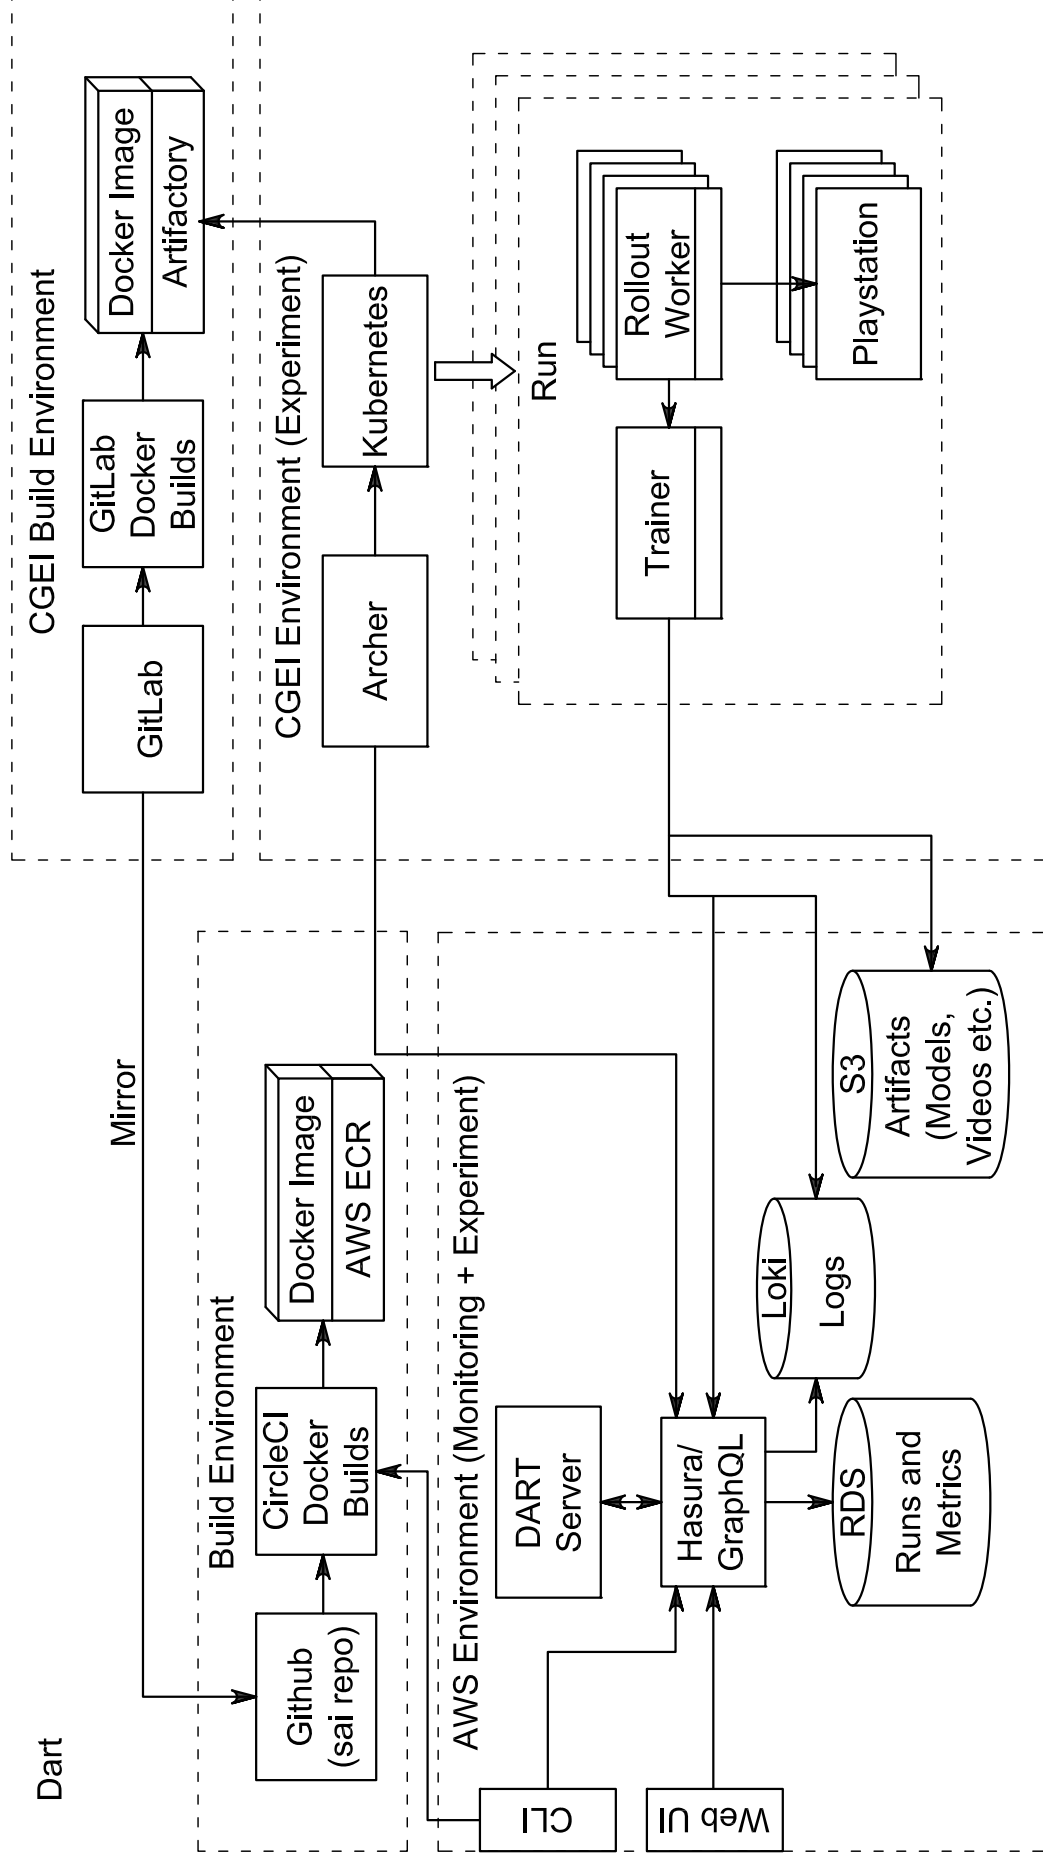 Dart
Mirror
CGEI Build Environment
GitLab
GitLab
Docker
Builds
Docker Image
Artifactory
Build Environment
Github
(sai repo)
CircleCI
Docker
Builds
Docker Image
AWS ECR
CGEI Environment (Experiment)
Archer
Kubernetes
Run
Trainer
Rollout
Worker
Playstation
AWS Environment (Monitoring + Experiment)
CLI
Web UI
DART
Server
Hasura/
GraphQL
RDS
Runs and
Metrics
Loki
Logs
S3
Artifacts
(Models,
Videos etc.)